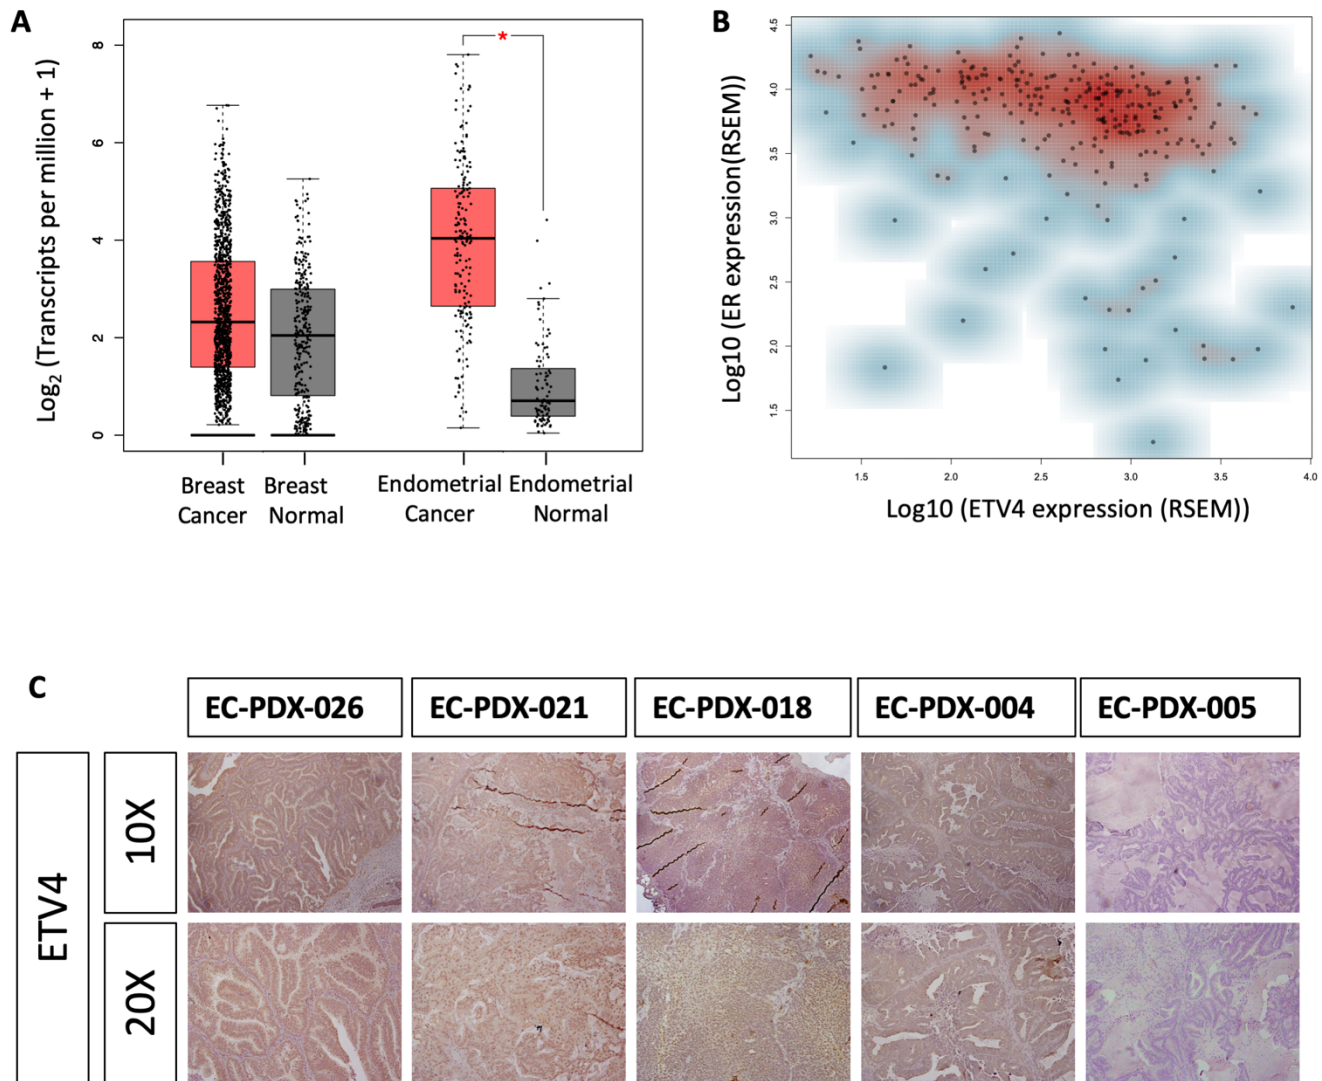 A
Log2 (Transcripts per million + 1)
8
6
4
2
0
*
Breast Cancer
Breast Normal
Endometrial Cancer
Endometrial Normal
B
Log10 (ER expression(RSEM))
4.5
4.0
3.5
3.0
2.5
2.0
1.5
1.5
2.0
2.5
3.0
3.5
4.0
Log10 (ETV4 expression (RSEM))
C
EC-PDX-026
EC-PDX-021
EC-PDX-018
EC-PDX-004
EC-PDX-005
ETV4
10X
20X